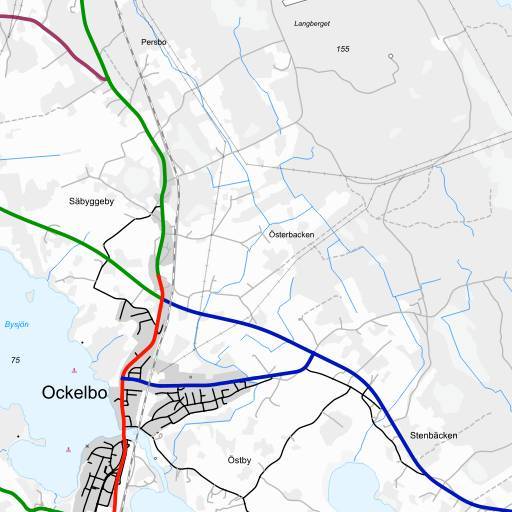 Langberget
Persbo
155
Säbyggeby
Österbacken
Bysjön
75
Ockelbo
Stenbäcken
Östby